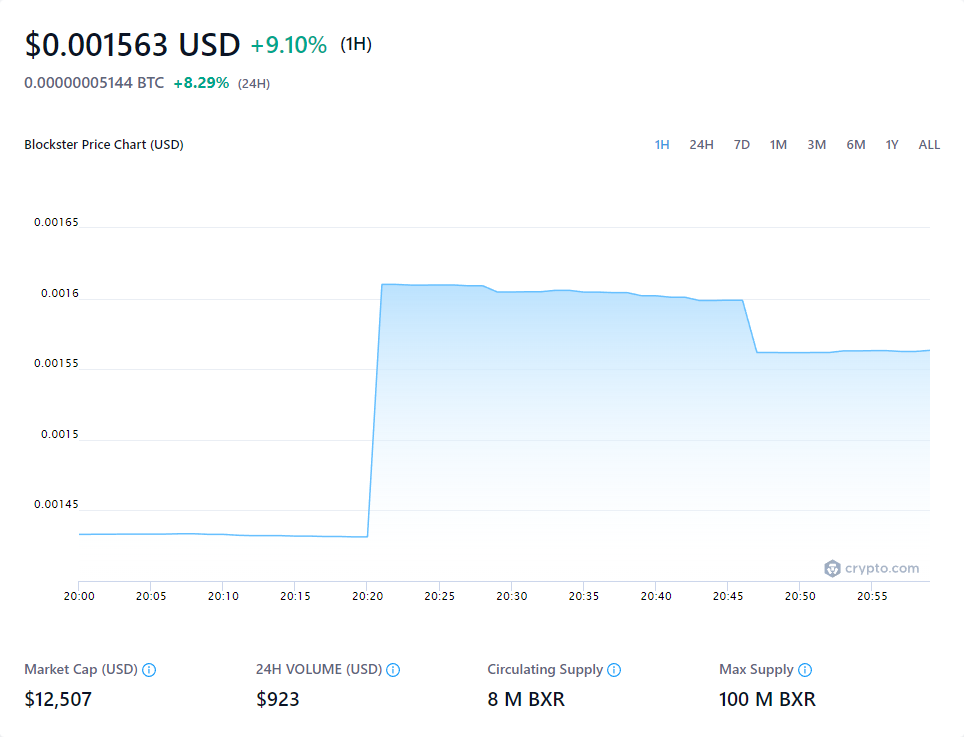 $0.001563 USD +9.10% (1H)
0.00000005144 BTC +8.29% (24H)
Blockster Price Chart (USD) 1H 24H 7D 1M 3M 6M 1Y ALL
0.00165
0.0016
0.00155
0.0015
0.00145
crypto.com
20:00 20:05 20:10 20:15 20:20 20:25 20:30 20:35 20:40 20:45 20:50 20:55
Market Cap (USD) 24H VOLUME (USD) Circulating Supply Max Supply
$12,507 $923 8 M BXR 100 M BXR